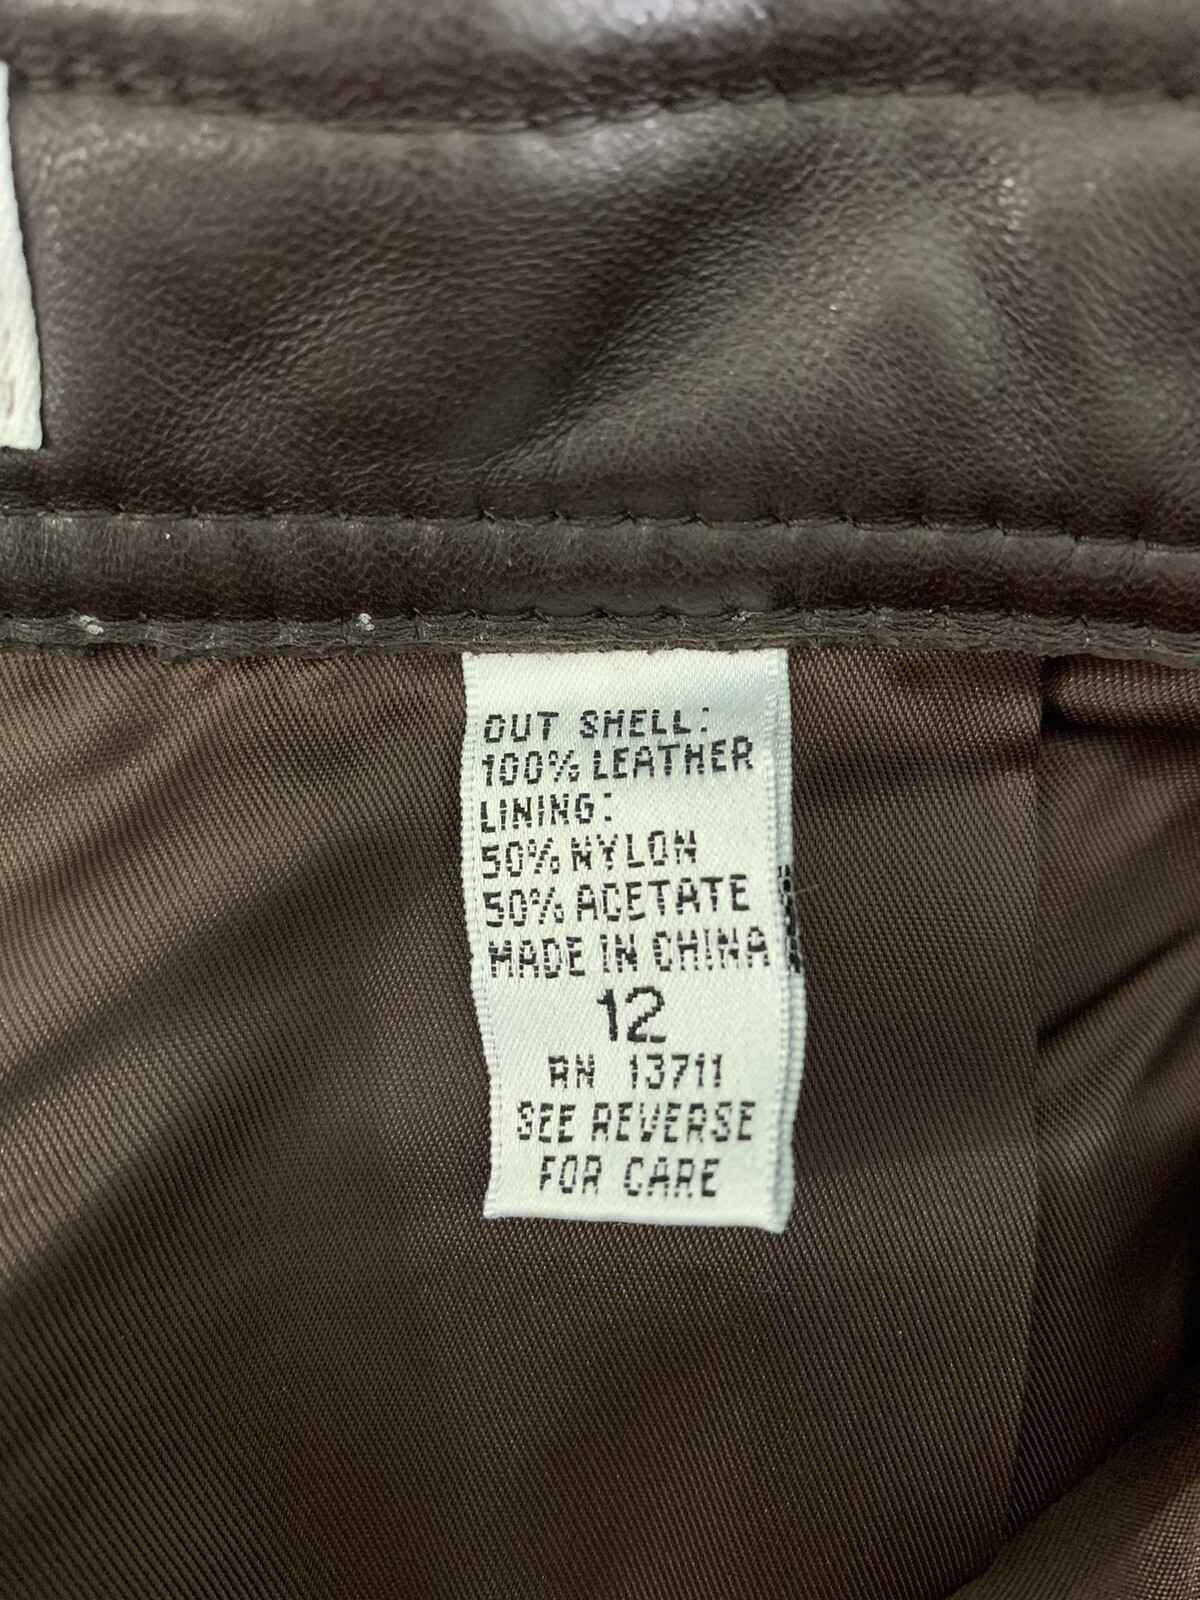 OUT SHELL:
100% LEATHER
LINING:
50% NYLON
50% ACETATE
MADE IN CHINA
12
RN 13711
SEE REVERSE
FOR CARE